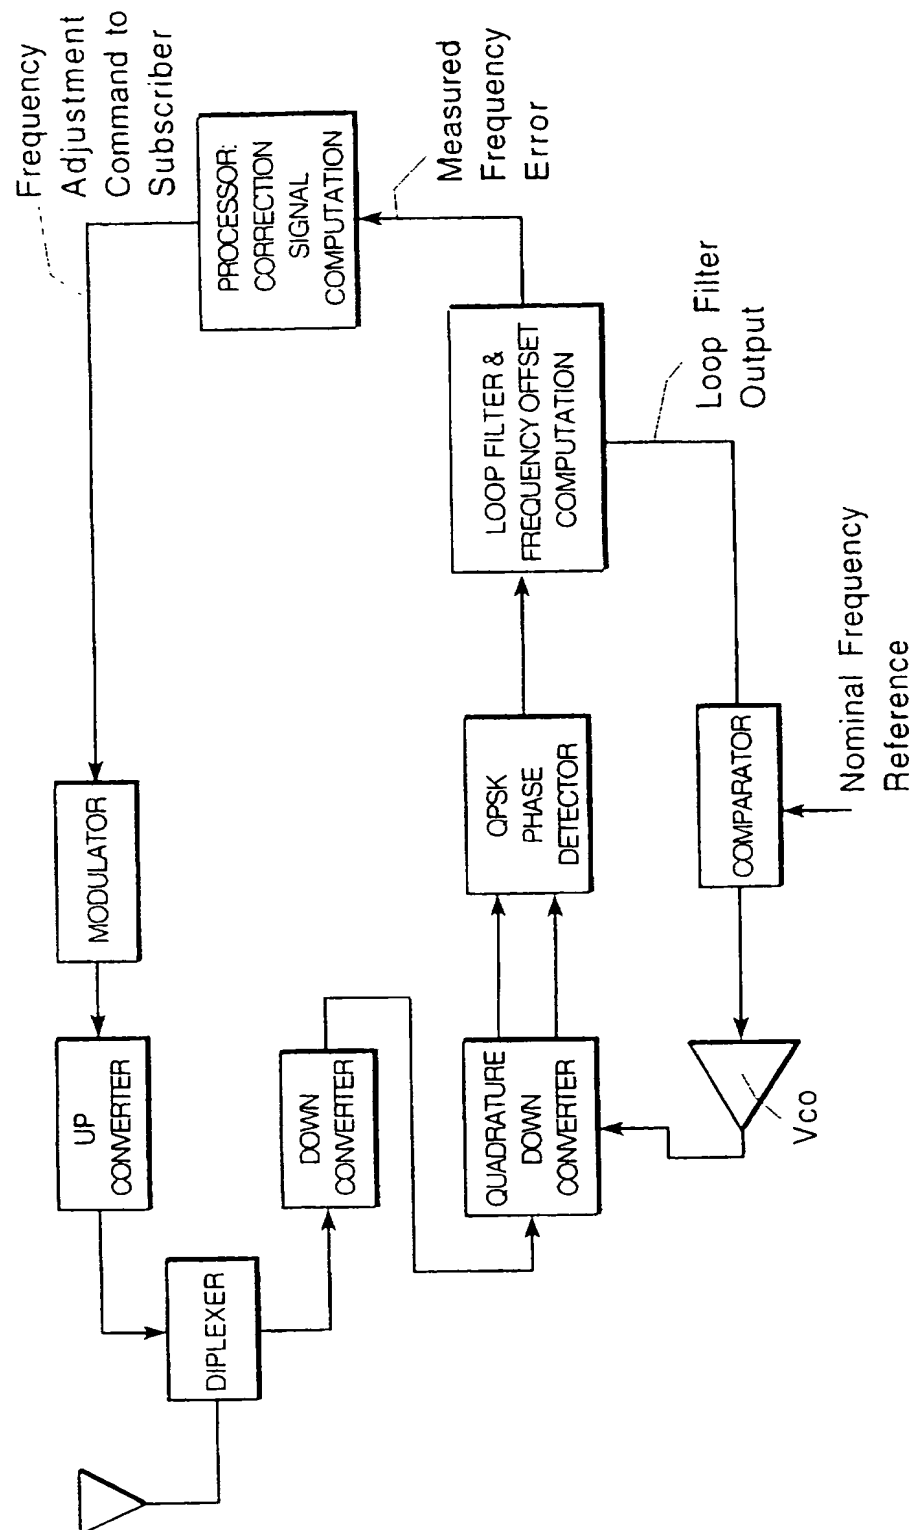 Frequency
Adjustment
Command to
Subscriber
PROCESSOR:
CORRECTION
SIGNAL
COMPUTATION
Measured
Frequency
Error
MODULATOR
UP
CONVERTER
DIPLEXER
DOWN
CONVERTER
QUADRATURE
DOWN
CONVERTER
QPSK
PHASE
DETECTOR
LOOP FILTER &
FREQUENCY OFFSET
COMPUTATION
Loop Filter
Output
COMPARATOR
Nominal Frequency
Reference
Vco